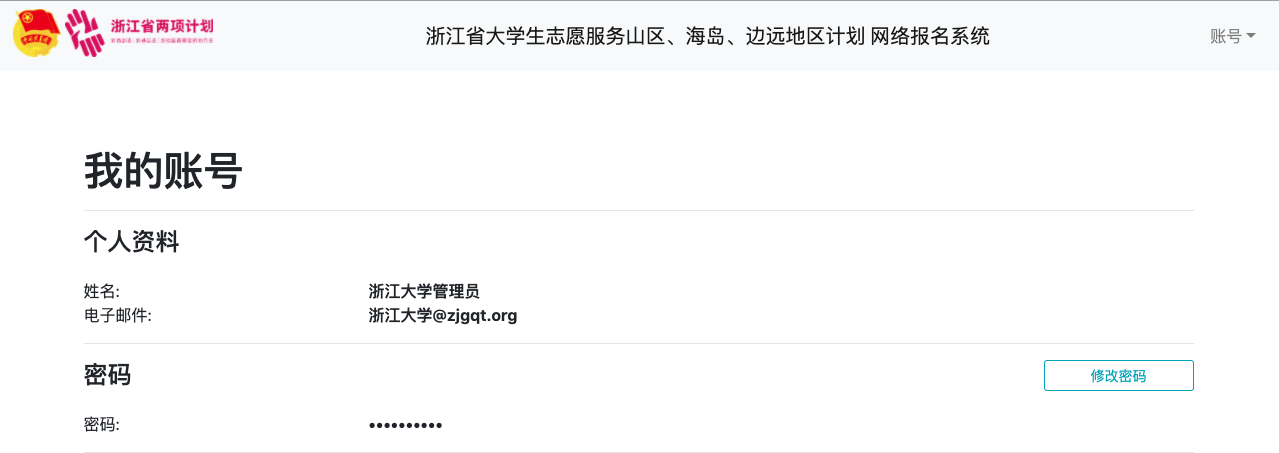 浙江省两项计划
浙江省大学生志愿服务山区、海岛、边远地区计划 网络报名系统
账号
我的账号
个人资料
姓名:
浙江大学管理员
电子邮件:
浙江大学@zjgqt.org
密码
修改密码
密码:
••••••••••